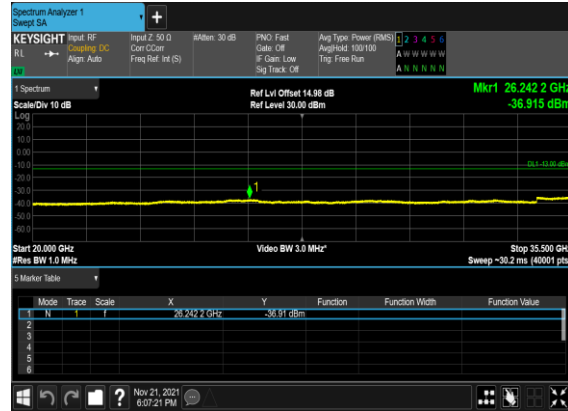 Spectrum Analyzer 1
Swept SA
KEYSIGHT Input: RF Input Z: 50 Ω #Atten: 30 dB PNO: Fast Avg Type: Power (RMS) 1 2 3 4 5 6
RL Coupling: DC Corr CCorr Gate: Off Avg|Hold: 100/100 A W W W W W
Align: Auto Freq Ref: Int (S) IF Gain: Low Trig: Free Run
LW Sig Track: Off A N N N N N
1 Spectrum Ref Lvl Offset 14.98 dB Mkr1 26.242 2 GHz
Scale/Div 10 dB Ref Level 30.00 dBm -36.915 dBm
Log
20.0
10.0
0.00
-10.0 DL1 -13.00 dBm
-20.0
-30.0 1
-40.0
-50.0
-60.0
Start 20.000 GHz Video BW 3.0 MHz* Stop 35.500 GHz
#Res BW 1.0 MHz Sweep ~30.2 ms (40001 pts)
5 Marker Table
Mode Trace Scale X Y Function Function Width Function Value
1 N 1 f 26.242 2 GHz -36.91 dBm
2
3
4
5
6
? Nov 21, 2021
6:07:21 PM